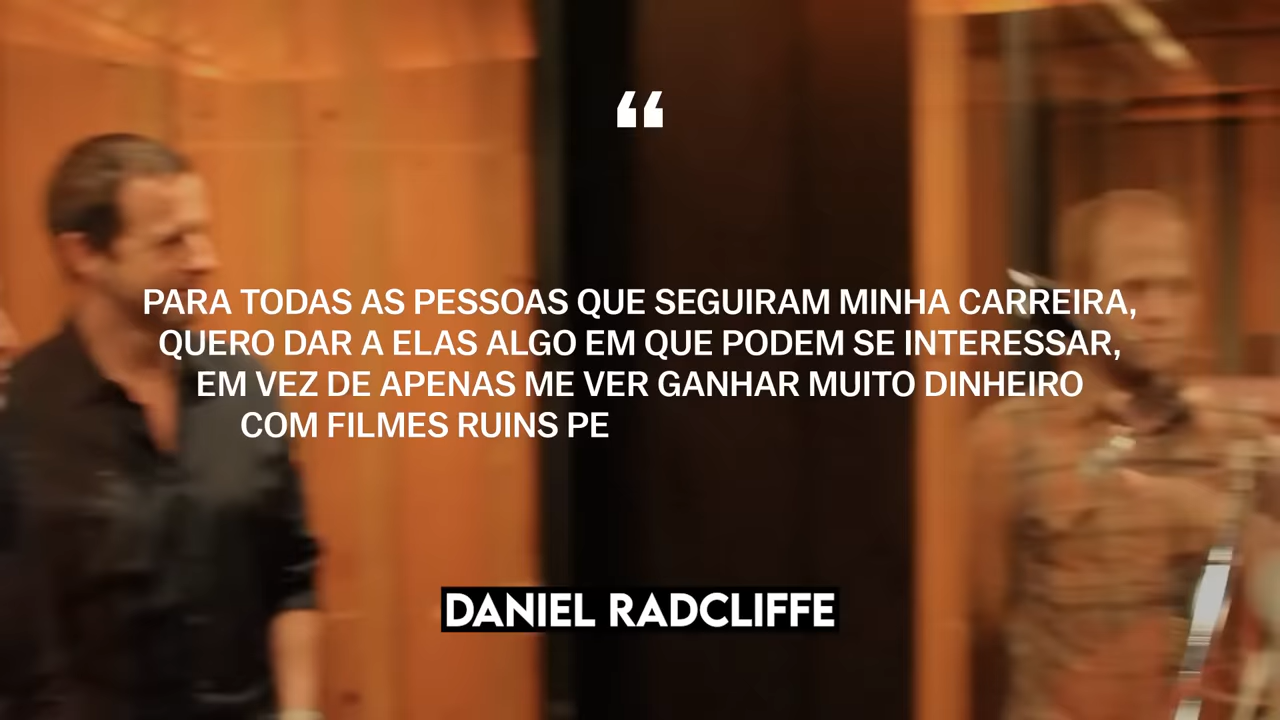 “
PARA TODAS AS PESSOAS QUE SEGUIRAM MINHA CARREIRA,
QUERO DAR A ELAS ALGO EM QUE PODEM SE INTERESSAR,
EM VEZ DE APENAS ME VER GANHAR MUITO DINHEIRO
COM FILMES RUINS PE
DANIEL RADCLIFFE